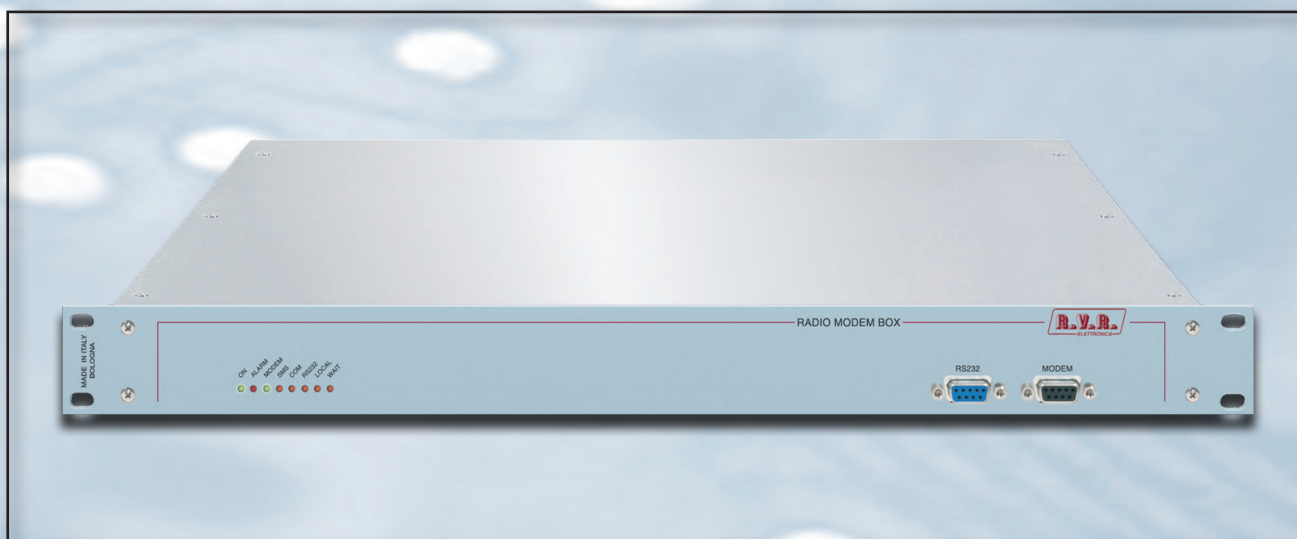 MADE IN ITALY
BOLOGNA
RADIO MODEM BOX
R.V.R.
ELETTRONICA
ON
ALARM
MODEM
SMS
COM
RS232
LOCAL
WAIT
RS232
MODEM